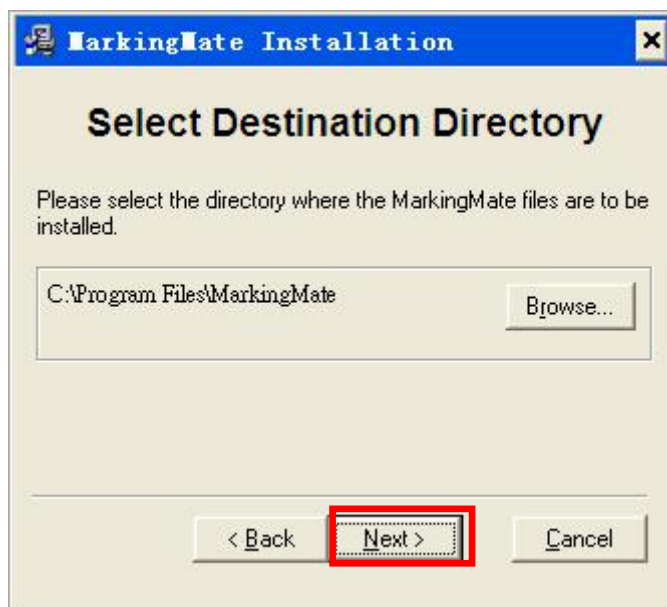 MarkingMate Installation
Select Destination Directory
Please select the directory where the MarkingMate files are to be
installed.
C:\Program Files\MarkingMate
Browse...
< Back
Next >
Cancel